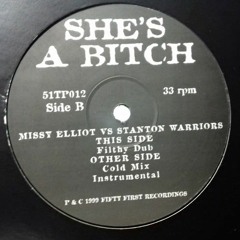 SHE'S
A BITCH
51TP012
Side B
33 rpm
MISSY ELLIOT VS STANTON WARRIORS
THIS SIDE
Filthy Dub
OTHER SIDE
Cold Mix
Instrumental
P & C 1999 FIFTY FIRST RECORDINGS